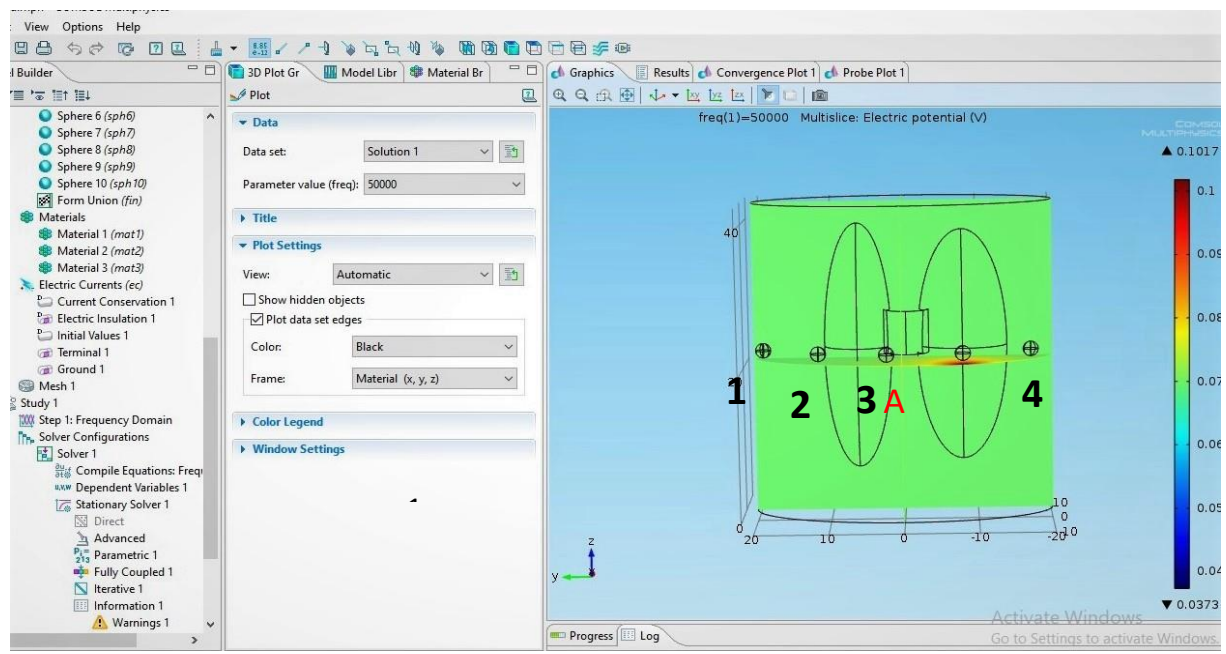 View Options Help
8.85
e-12
3D Plot Gr Model Libr Material Br
Graphics Results Convergence Plot 1 Probe Plot 1
Builder
Plot
xy yz zx
Sphere 6 (sph6)
Sphere 7 (sph7)
Sphere 8 (sph8)
Sphere 9 (sph9)
Sphere 10 (sph10)
Form Union (fin)
Materials
Material 1 (mat1)
Material 2 (mat2)
Material 3 (mat3)
Electric Currents (ec)
Current Conservation 1
Electric Insulation 1
Initial Values 1
Terminal 1
Ground 1
Mesh 1
Study 1
Step 1: Frequency Domain
Solver Configurations
Solver 1
Compile Equations: Frequ
Dependent Variables 1
Stationary Solver 1
Direct
Advanced
Parametric 1
Fully Coupled 1
Iterative 1
Information 1
Warnings 1
Data
Data set: Solution 1
Parameter value (freq): 50000
Title
Plot Settings
View: Automatic
Show hidden objects
Plot data set edges
Color: Black
Frame: Material (x, y, z)
Color Legend
Window Settings
freq(1)=50000 Multislice: Electric potential (V)
COMSOL
MULTIPHYSICS
▲ 0.1017
0.1
0.09
0.08
0.07
0.06
0.05
0.04
▼ 0.0373
40
20
0
1 2 3 A 4
20 10 0 -10 -20
10
0
-10
z
y
Activate Windows
Go to Settings to activate Windows.
Progress Log